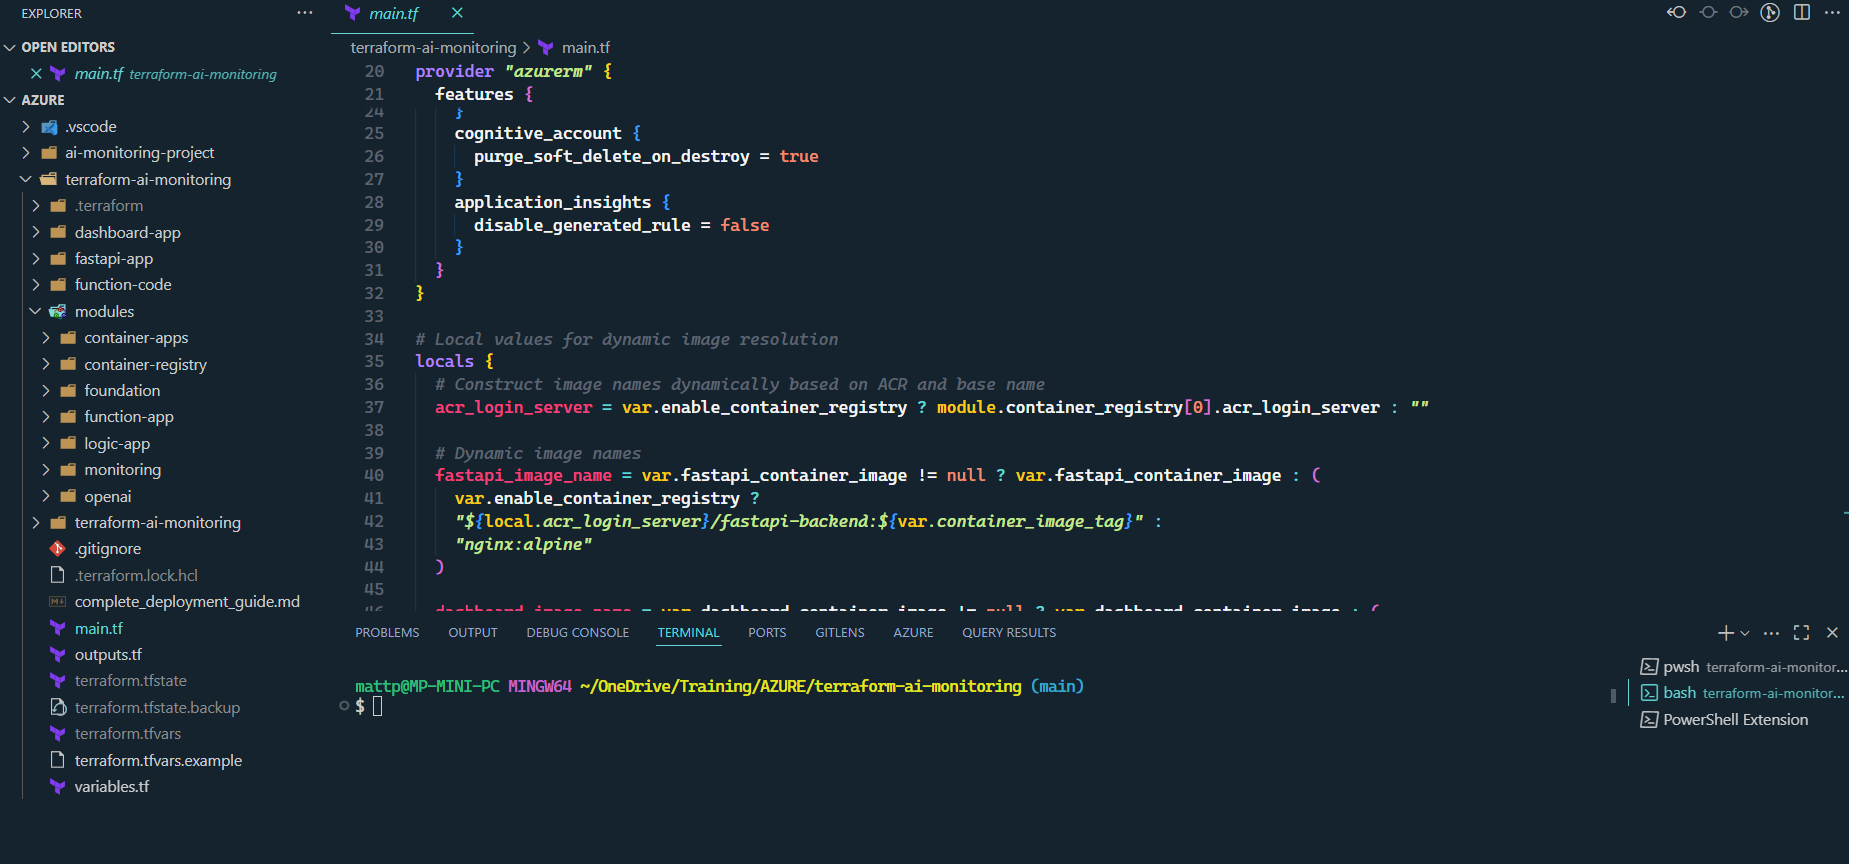 EXPLORER
OPEN EDITORS
main.tf terraform-ai-monitoring
AZURE
.vscode
ai-monitoring-project
terraform-ai-monitoring
.terraform
dashboard-app
fastapi-app
function-code
modules
container-apps
container-registry
foundation
function-app
logic-app
monitoring
openai
terraform-ai-monitoring
.gitignore
.terraform.lock.hcl
complete_deployment_guide.md
main.tf
outputs.tf
terraform.tfstate
terraform.tfstate.backup
terraform.tfvars
terraform.tfvars.example
variables.tf
main.tf
terraform-ai-monitoring > main.tf
20 provider "azurerm" {
21 features {
24 }
25 cognitive_account {
26 purge_soft_delete_on_destroy = true
27 }
28 application_insights {
29 disable_generated_rule = false
30 }
31 }
32 }
33
34 # Local values for dynamic image resolution
35 locals {
36 # Construct image names dynamically based on ACR and base name
37 acr_login_server = var.enable_container_registry ? module.container_registry[0].acr_login_server : ""
38
39 # Dynamic image names
40 fastapi_image_name = var.fastapi_container_image != null ? var.fastapi_container_image : (
41 var.enable_container_registry ?
42 "${local.acr_login_server}/fastapi-backend:${var.container_image_tag}" :
43 "nginx:alpine"
44 )
45
46 dashboard_image_name = var.dashboard_container_image != null ? var.dashboard_container_image : (
PROBLEMS OUTPUT DEBUG CONSOLE TERMINAL PORTS GITLENS AZURE QUERY RESULTS
mattp@MP-MINI-PC MINGW64 ~/OneDrive/Training/AZURE/terraform-ai-monitoring (main)
$
pwsh terraform-ai-monitor...
bash terraform-ai-monitor...
PowerShell Extension